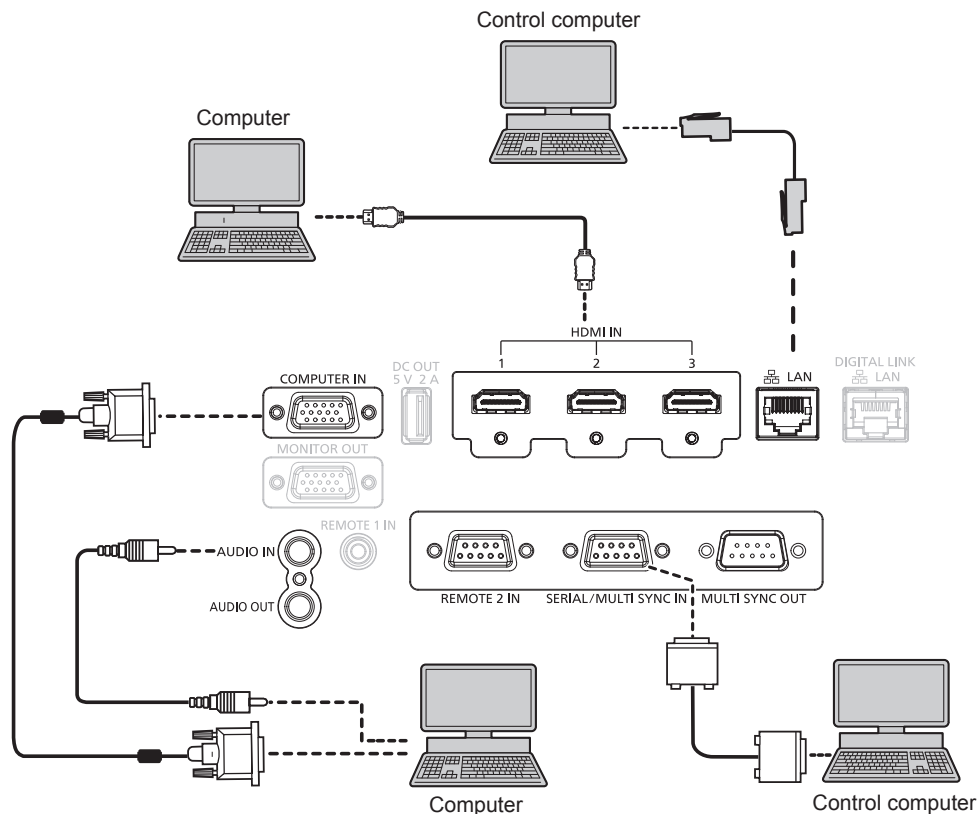 Control computer
Computer
HDMI IN
1 2 3
DC OUT
5 V 2 A
COMPUTER IN
LAN
DIGITAL LINK
LAN
MONITOR OUT
REMOTE 1 IN
AUDIO IN
AUDIO OUT
REMOTE 2 IN
SERIAL/MULTI SYNC IN
MULTI SYNC OUT
Computer
Control computer